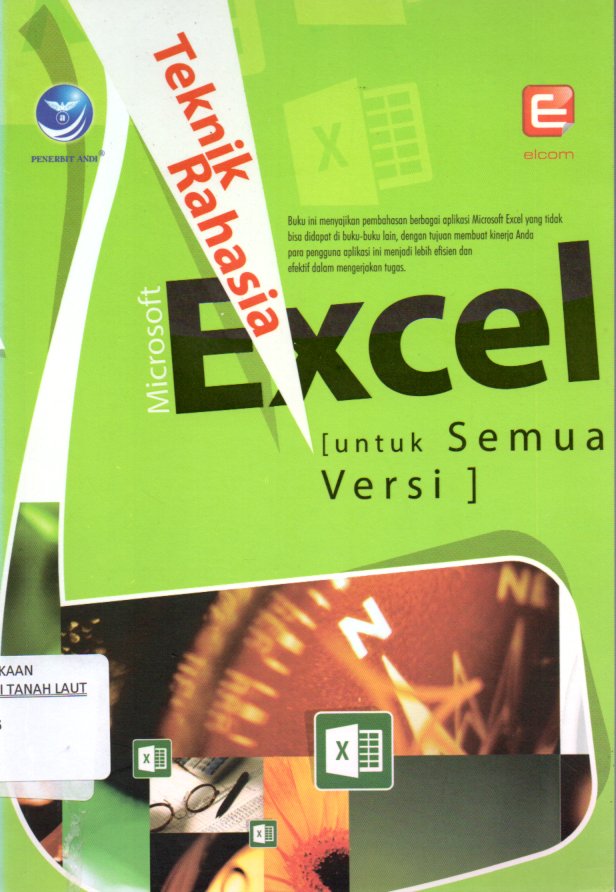 Teknik
Rahasia
PENERBIT ANDI®
elcom
Buku ini menyajikan pembahasan berbagai aplikasi Microsoft Excel yang tidak
bisa didapat di buku-buku lain, dengan tujuan membuat kinerja Anda
para pengguna aplikasi ini menjadi lebih efisien dan
efektif dalam mengerjakan tugas.
Microsoft
Excel
[untuk Semua
Versi ]
N
NI
X
X
X
X
KAAN
I TANAH LAUT